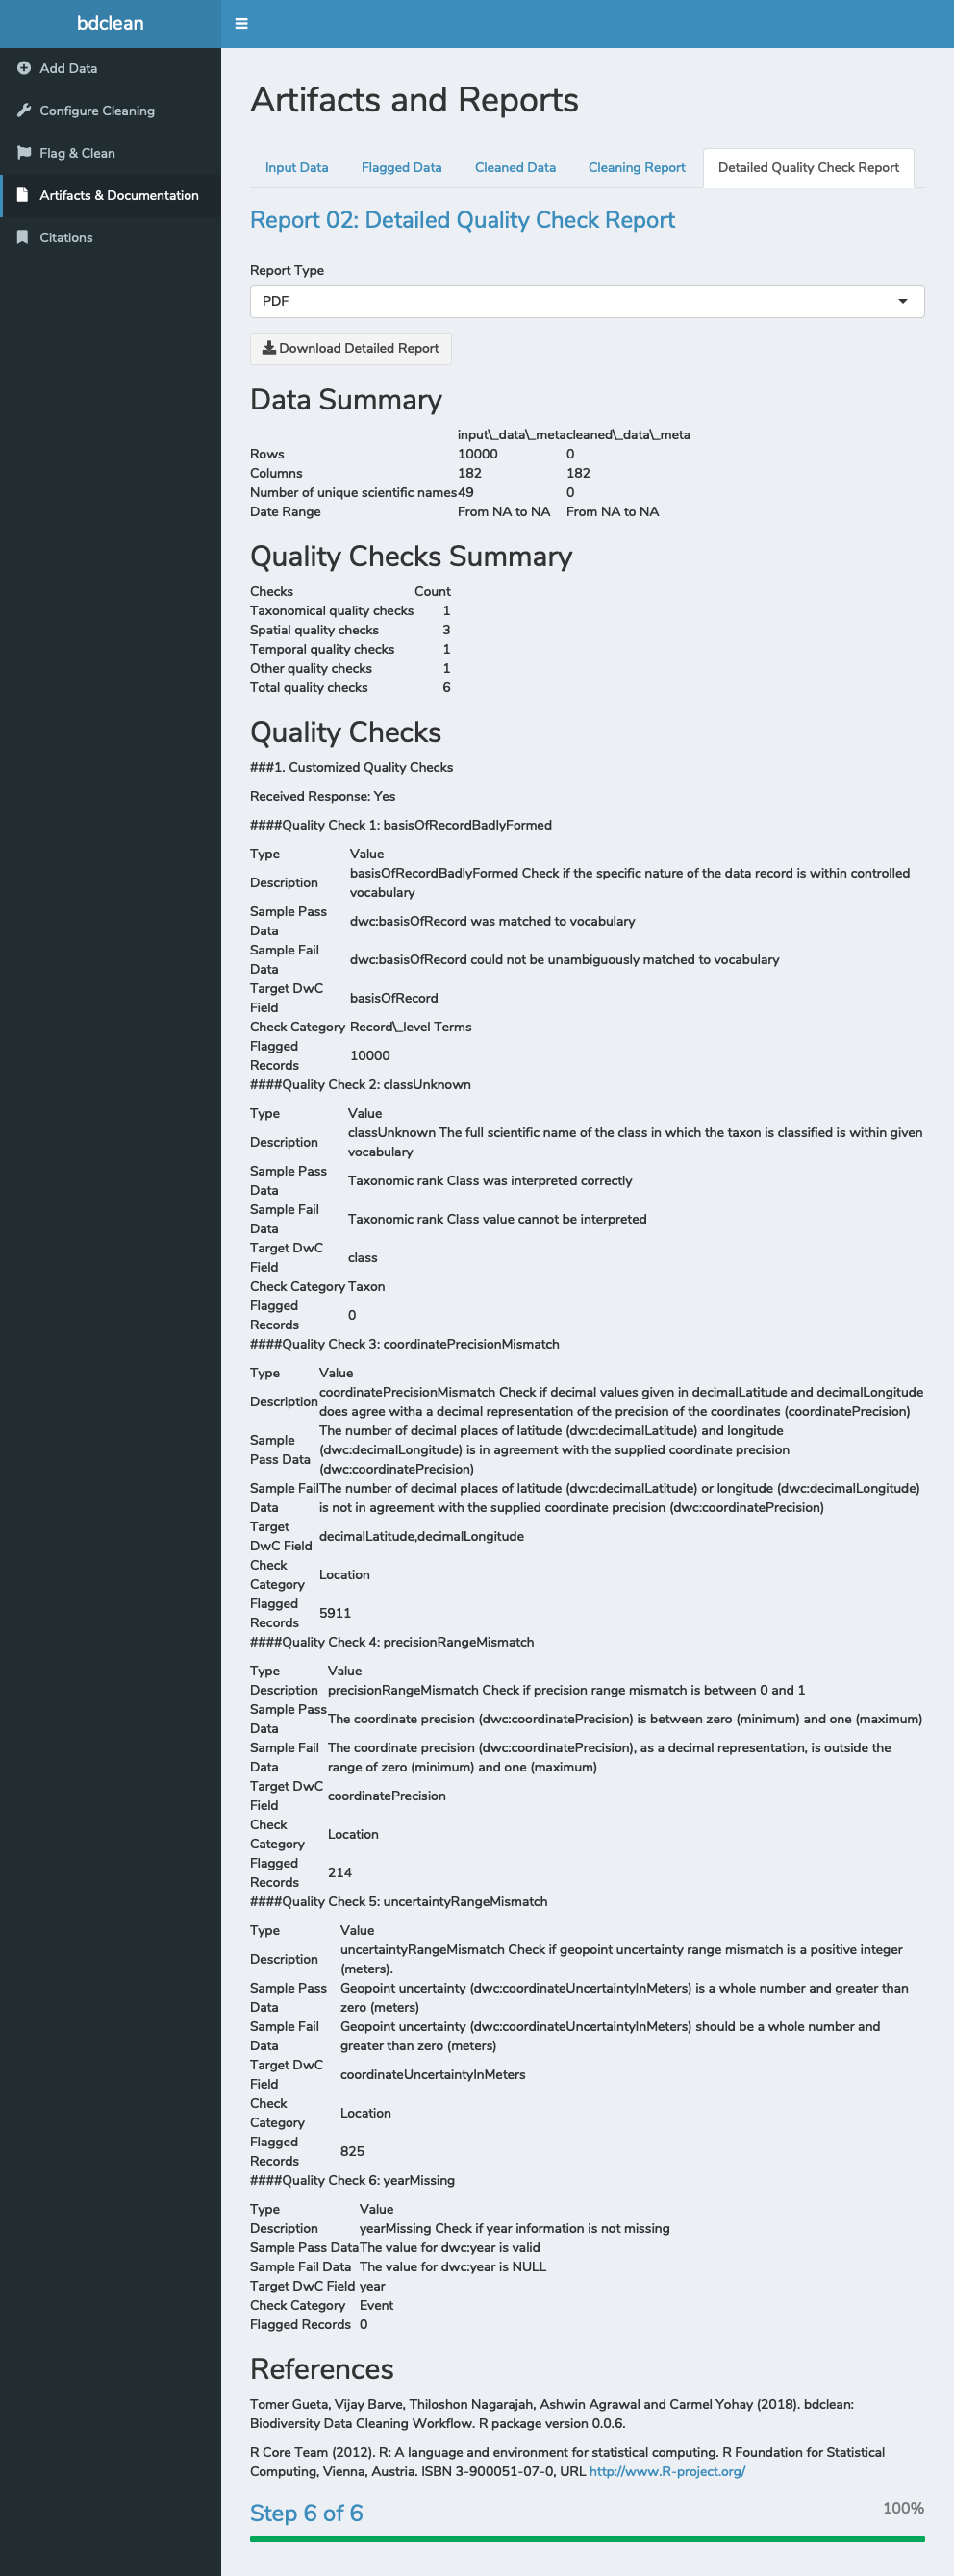 bdclean
Add Data
Configure Cleaning
Flag & Clean
Artifacts & Documentation
Citations
Artifacts and Reports
Input Data Flagged Data Cleaned Data Cleaning Report Detailed Quality Check Report
Report 02: Detailed Quality Check Report
Report Type
PDF
Download Detailed Report
Data Summary
input\_data\_metacleaned\_data\_meta
Rows 10000 0
Columns 182 182
Number of unique scientific names49 0
Date Range From NA to NA From NA to NA
Quality Checks Summary
Checks Count
Taxonomical quality checks 1
Spatial quality checks 3
Temporal quality checks 1
Other quality checks 1
Total quality checks 6
Quality Checks
###1. Customized Quality Checks
Received Response: Yes
####Quality Check 1: basisOfRecordBadlyFormed
Type Value
Description basisOfRecordBadlyFormed Check if the specific nature of the data record is within controlled
vocabulary
Sample Pass
Data dwc:basisOfRecord was matched to vocabulary
Sample Fail
Data dwc:basisOfRecord could not be unambiguously matched to vocabulary
Target DwC
Field basisOfRecord
Check Category Record\_level Terms
Flagged
Records 10000
####Quality Check 2: classUnknown
Type Value
Description classUnknown The full scientific name of the class in which the taxon is classified is within given
vocabulary
Sample Pass
Data Taxonomic rank Class was interpreted correctly
Sample Fail
Data Taxonomic rank Class value cannot be interpreted
Target DwC
Field class
Check Category Taxon
Flagged
Records 0
####Quality Check 3: coordinatePrecisionMismatch
Type Value
Description coordinatePrecisionMismatch Check if decimal values given in decimalLatitude and decimalLongitude
does agree witha a decimal representation of the precision of the coordinates (coordinatePrecision)
Sample The number of decimal places of latitude (dwc:decimalLatitude) and longitude
Pass Data (dwc:decimalLongitude) is in agreement with the supplied coordinate precision
(dwc:coordinatePrecision)
Sample FailThe number of decimal places of latitude (dwc:decimalLatitude) or longitude (dwc:decimalLongitude)
Data is not in agreement with the supplied coordinate precision (dwc:coordinatePrecision)
Target
DwC Field decimalLatitude,decimalLongitude
Check
Category Location
Flagged
Records 5911
####Quality Check 4: precisionRangeMismatch
Type Value
Description precisionRangeMismatch Check if precision range mismatch is between 0 and 1
Sample Pass
Data The coordinate precision (dwc:coordinatePrecision) is between zero (minimum) and one (maximum)
Sample Fail The coordinate precision (dwc:coordinatePrecision), as a decimal representation, is outside the
Data range of zero (minimum) and one (maximum)
Target DwC
Field coordinatePrecision
Check
Category Location
Flagged
Records 214
####Quality Check 5: uncertaintyRangeMismatch
Type Value
Description uncertaintyRangeMismatch Check if geopoint uncertainty range mismatch is a positive integer
(meters).
Sample Pass Geopoint uncertainty (dwc:coordinateUncertaintyInMeters) is a whole number and greater than
Data zero (meters)
Sample Fail Geopoint uncertainty (dwc:coordinateUncertaintyInMeters) should be a whole number and
Data greater than zero (meters)
Target DwC
Field coordinateUncertaintyInMeters
Check
Category Location
Flagged
Records 825
####Quality Check 6: yearMissing
Type Value
Description yearMissing Check if year information is not missing
Sample Pass DataThe value for dwc:year is valid
Sample Fail Data The value for dwc:year is NULL
Target DwC Field year
Check Category Event
Flagged Records 0
References
Tomer Gueta, Vijay Barve, Thiloshon Nagarajah, Ashwin Agrawal and Carmel Yohay (2018). bdclean:
Biodiversity Data Cleaning Workflow. R package version 0.0.6.
R Core Team (2012). R: A language and environment for statistical computing. R Foundation for Statistical
Computing, Vienna, Austria. ISBN 3-900051-07-0, URL http://www.R-project.org/
Step 6 of 6 100%